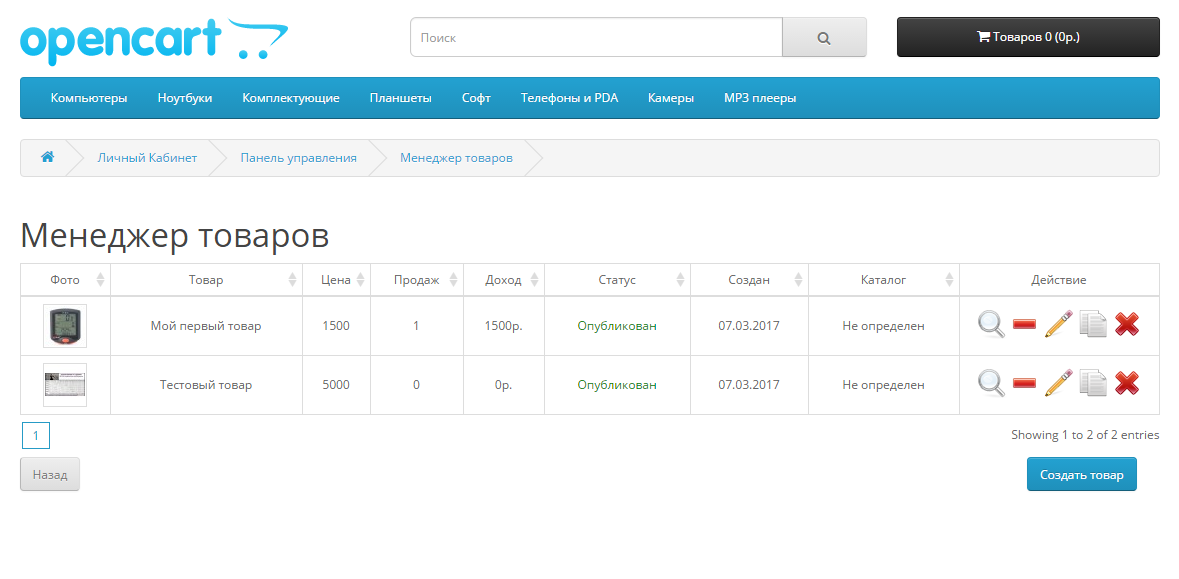 opencart
Поиск
Товаров 0 (0р.)
Компьютеры Ноутбуки Комплектующие Планшеты Софт Телефоны и PDA Камеры MP3 плееры
Личный Кабинет Панель управления Менеджер товаров
Менеджер товаров
Фото Товар Цена Продаж Доход Статус Создан Каталог Действие
Мой первый товар 1500 1 1500р. Опубликован 07.03.2017 Не определен
Тестовый товар 5000 0 0р. Опубликован 07.03.2017 Не определен
1 Showing 1 to 2 of 2 entries
Назад Создать товар